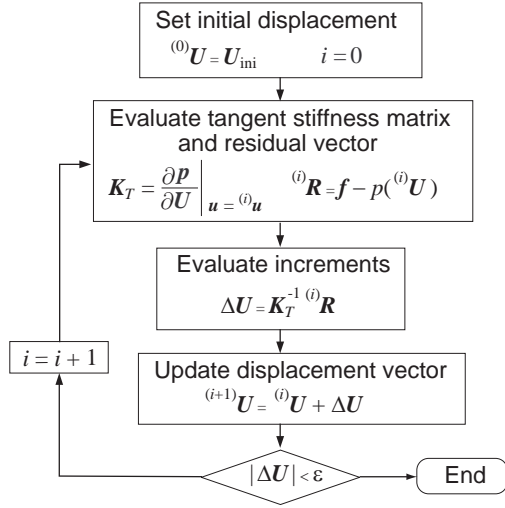 Set initial displacement
⁽⁰⁾U = U_ini i = 0
Evaluate tangent stiffness matrix
and residual vector
K_T = ∂p/∂U |_{u = ⁽ⁱ⁾u} ⁽ⁱ⁾R = f − p(⁽ⁱ⁾U)
Evaluate increments
ΔU = K_T⁻¹ ⁽ⁱ⁾R
i = i + 1
Update displacement vector
⁽ⁱ⁺¹⁾U = ⁽ⁱ⁾U + ΔU
|ΔU| < ε
End